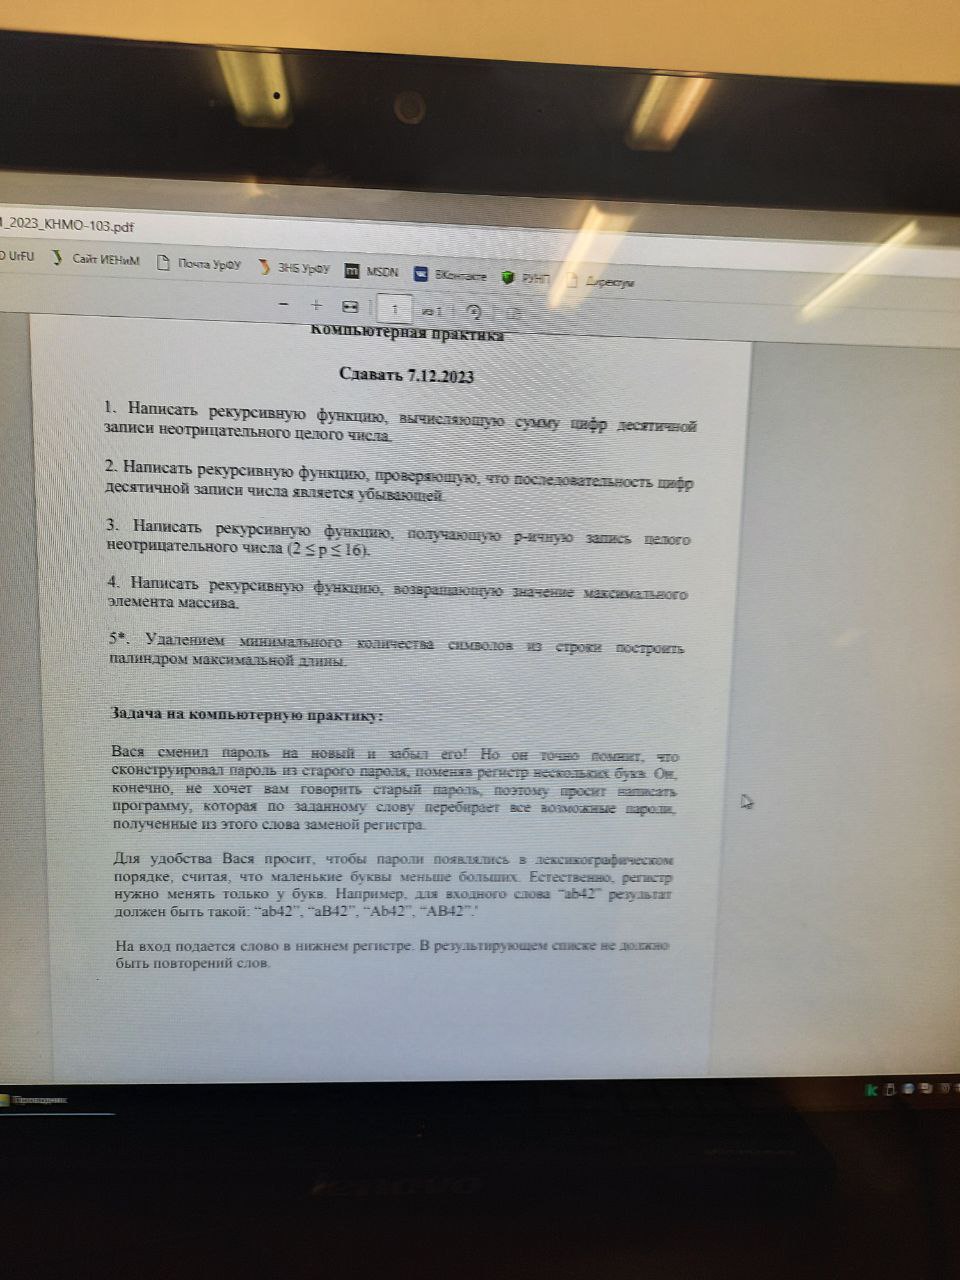 _2023_КНМО-103.pdf
UrFU Сайт ИЕНиМ Почта УрФУ ЗНБ УрФУ MSDN ВКонтакте РУНП Директум
1 из 1
Компьютерная практика
Сдавать 7.12.2023
1. Написать рекурсивную функцию, вычисляющую сумму цифр десятичной
записи неотрицательного целого числа.
2. Написать рекурсивную функцию, проверяющую, что последовательность цифр
десятичной записи числа является убывающей.
3. Написать рекурсивную функцию, получающую p-ичную запись целого
неотрицательного числа (2 ≤ p ≤ 16).
4. Написать рекурсивную функцию, возвращающую значение максимального
элемента массива.
5*. Удалением минимального количества символов из строки построить
палиндром максимальной длины.
Задача на компьютерную практику:
Вася сменил пароль на новый и забыл его! Но он точно помнит, что
сконструировал пароль из старого пароля, поменяв регистр нескольких букв. Он,
конечно, не хочет вам говорить старый пароль, поэтому просит написать
программу, которая по заданному слову перебирает все возможные пароли,
полученные из этого слова заменой регистра.
Для удобства Вася просит, чтобы пароли появлялись в лексикографическом
порядке, считая, что маленькие буквы меньше больших. Естественно, регистр
нужно менять только у букв. Например, для входного слова “ab42” результат
должен быть такой: “ab42”, “aB42”, “Ab42”, “AB42”.'
На вход подается слово в нижнем регистре. В результирующем списке не должно
быть повторений слов.
Проводник
lenovo